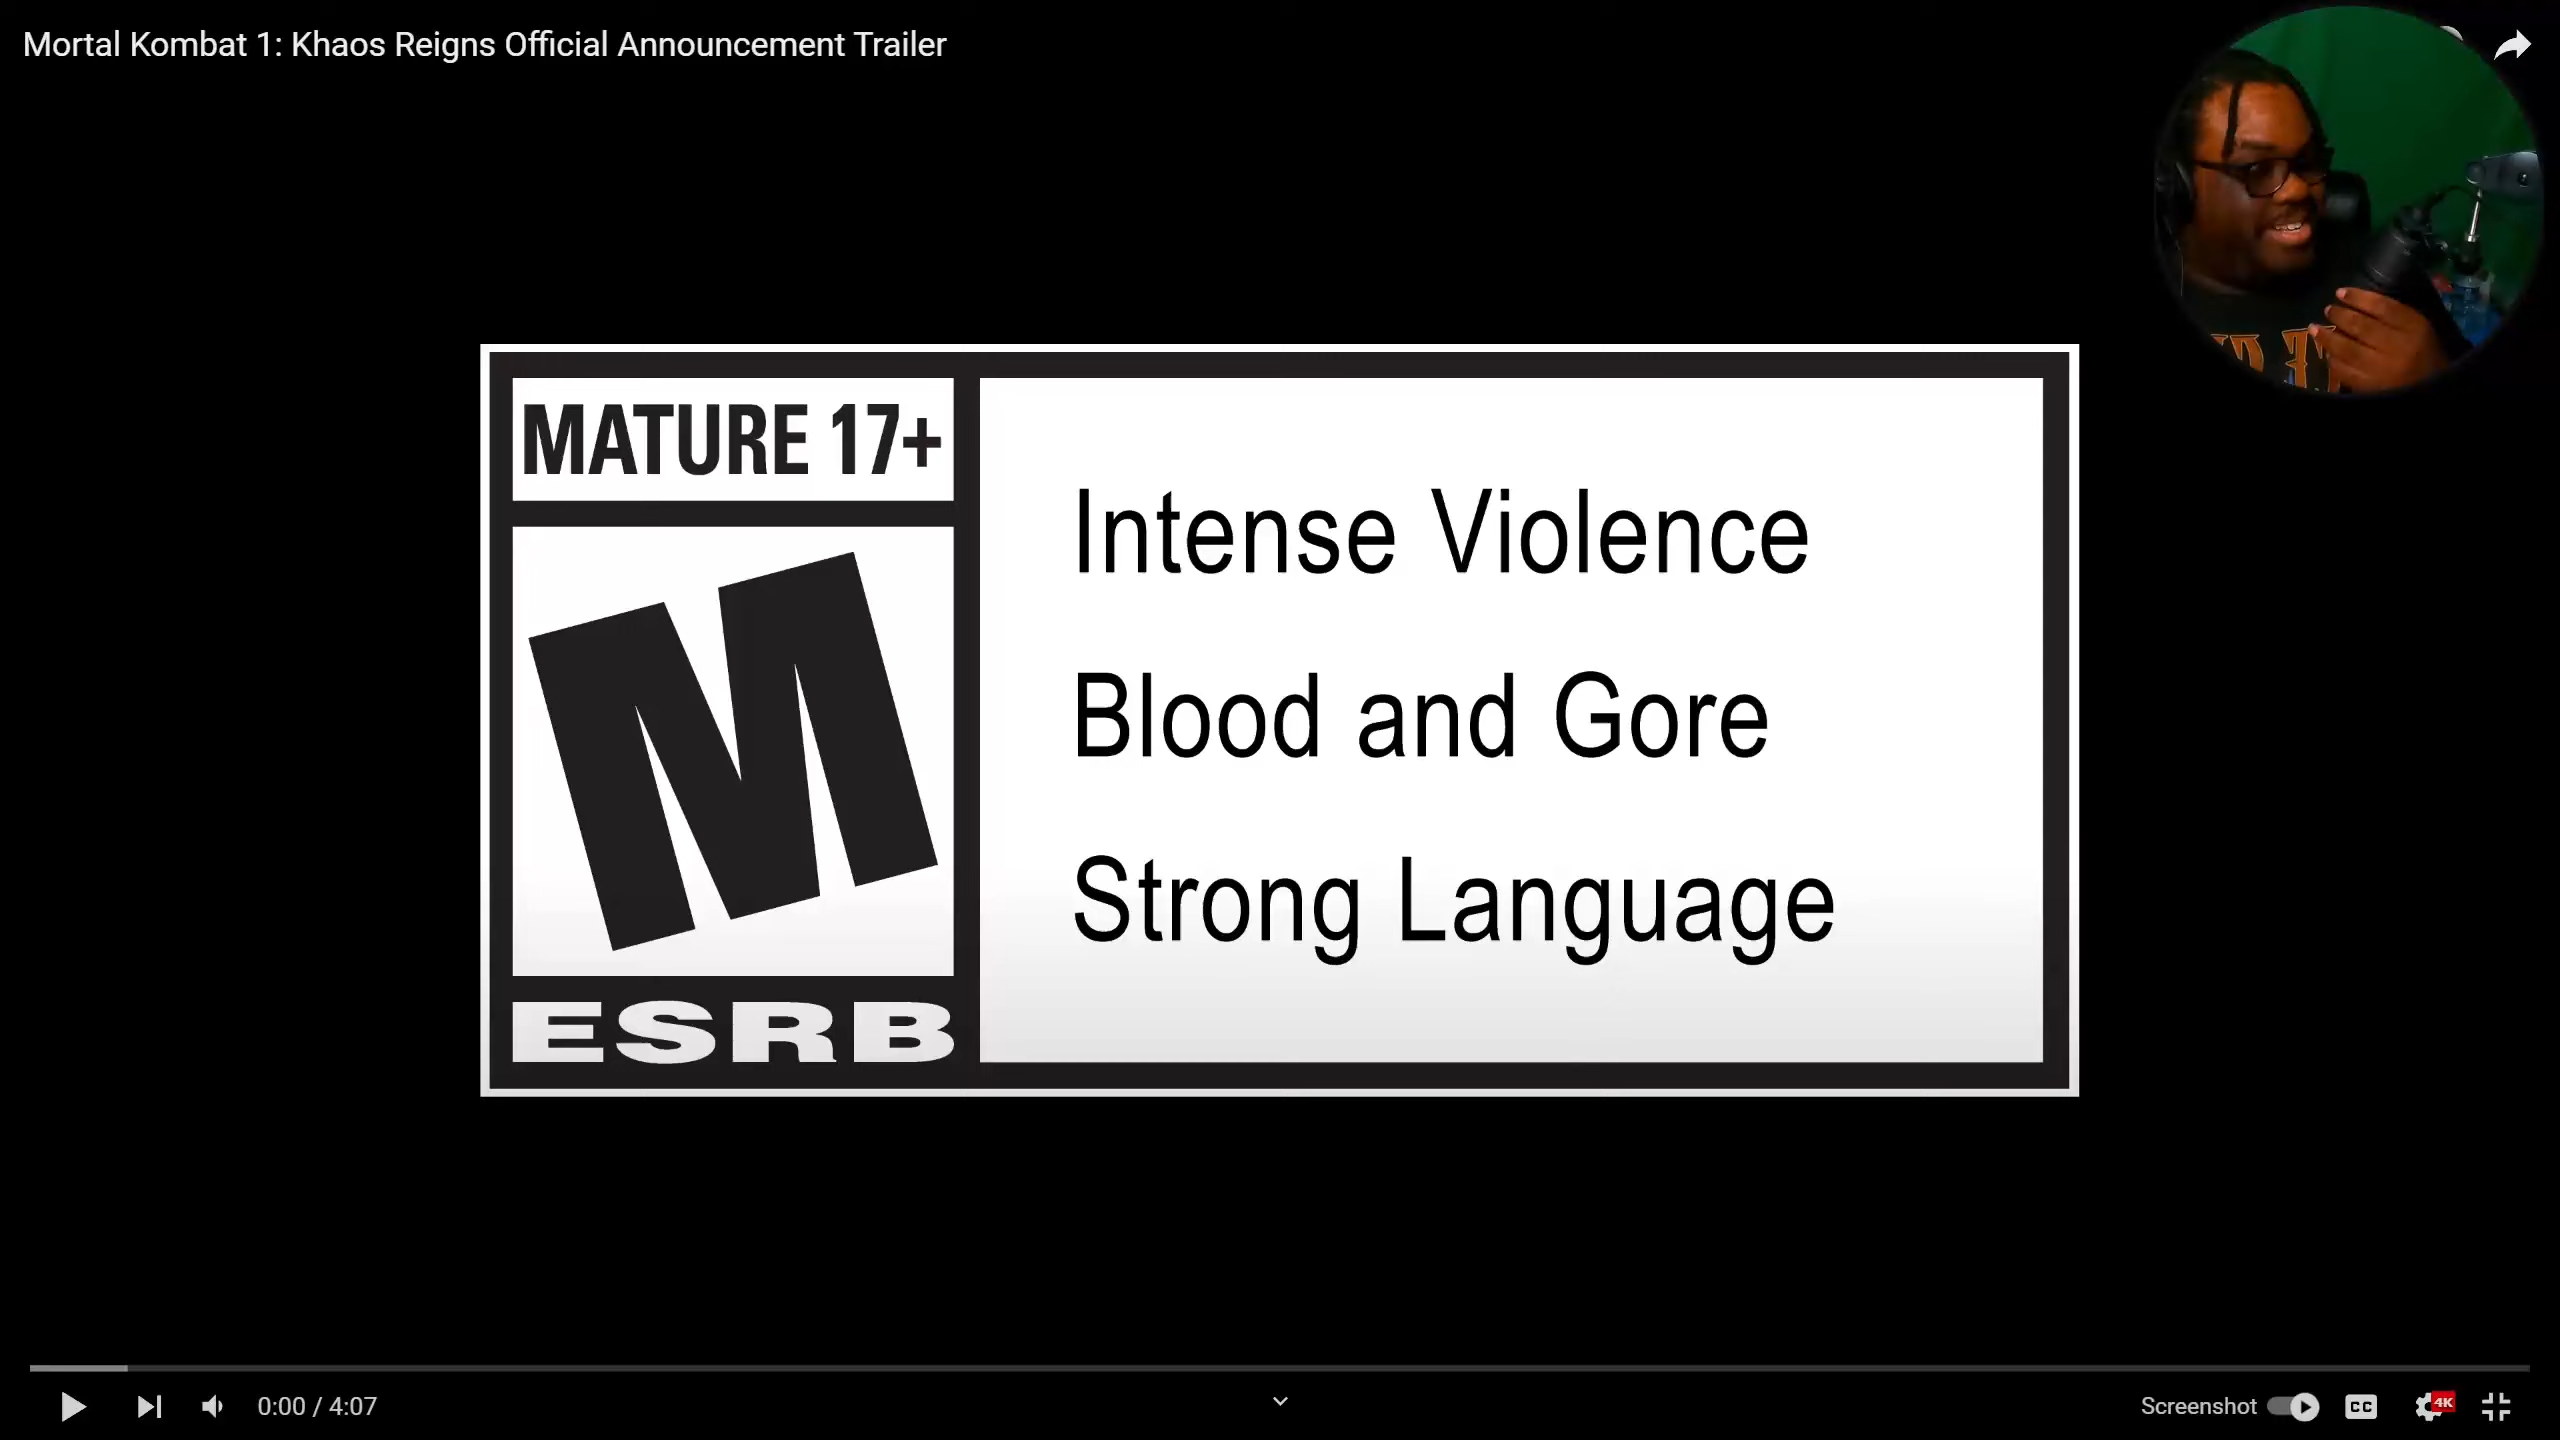 Mortal Kombat 1: Khaos Reigns Official Announcement Trailer
MATURE 17+
M
ESRB
Intense Violence
Blood and Gore
Strong Language
0:00 / 4:07
Screenshot
CC
4K